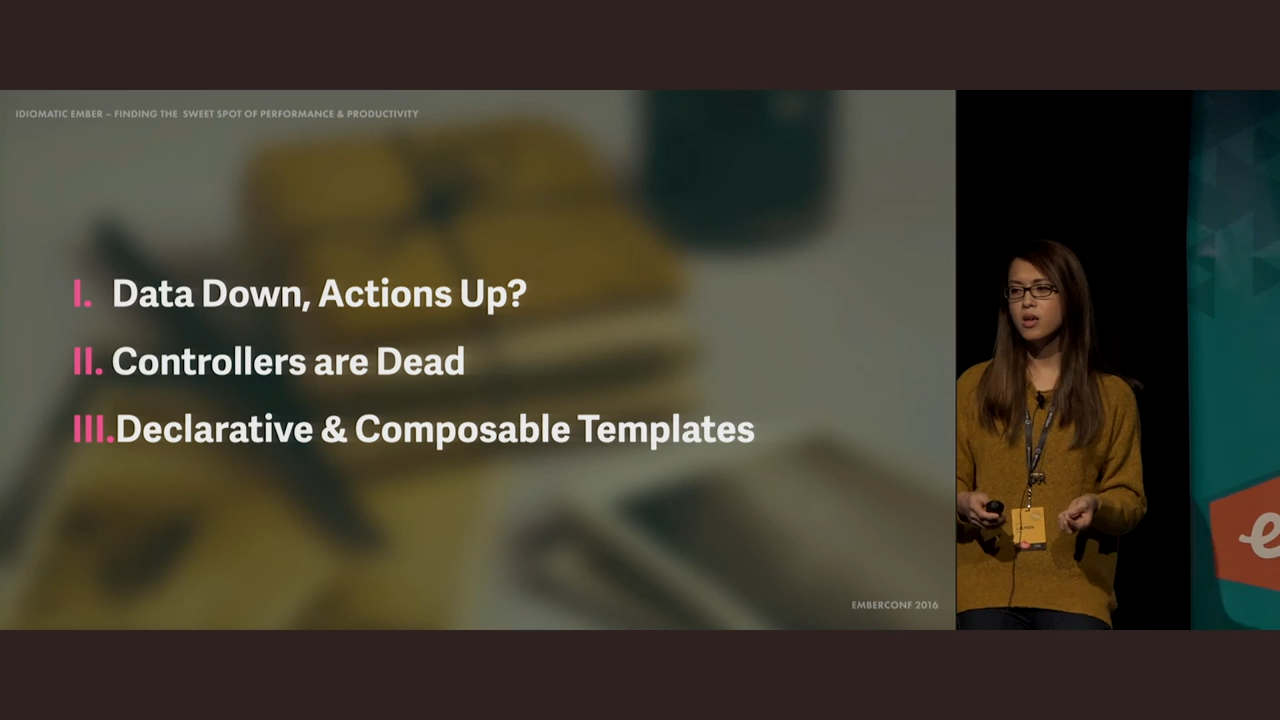 IDIOMATIC EMBER – FINDING THE SWEET SPOT OF PERFORMANCE & PRODUCTIVITY
I. Data Down, Actions Up?
II. Controllers are Dead
III.Declarative & Composable Templates
EMBERCONF 2016